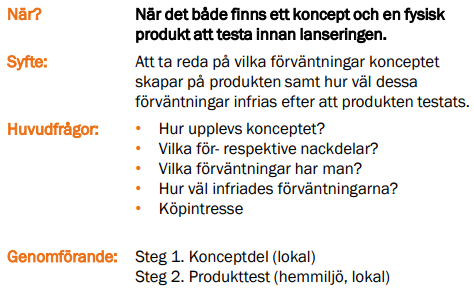 När? När det både finns ett koncept och en fysisk
produkt att testa innan lanseringen.
Syfte: Att ta reda på vilka förväntningar konceptet
skapar på produkten samt hur väl dessa
förväntningar infrias efter att produkten testats.
Huvudfrågor: • Hur upplevs konceptet?
• Vilka för- respektive nackdelar?
• Vilka förväntningar har man?
• Hur väl infriades förväntningarna?
• Köpintresse
Genomförande: Steg 1. Konceptdel (lokal)
Steg 2. Produkttest (hemmiljö, lokal)